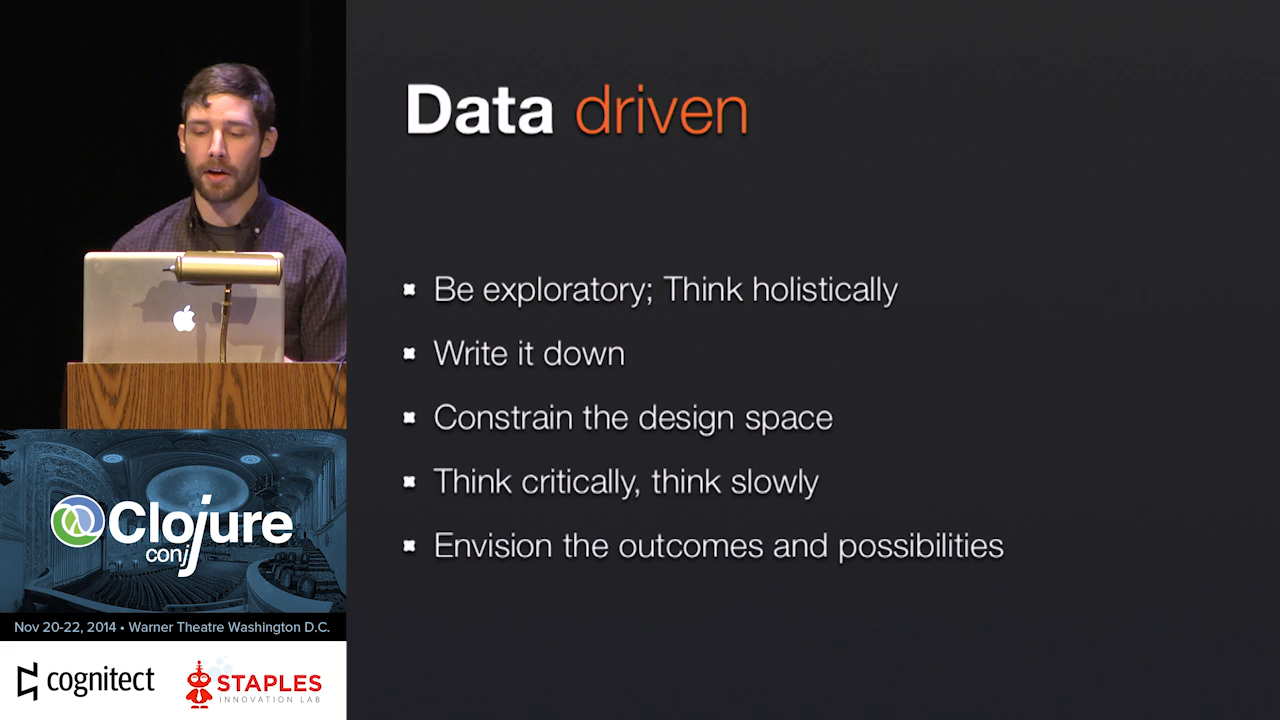 Data driven
Be exploratory; Think holistically
Write it down
Constrain the design space
Think critically, think slowly
Envision the outcomes and possibilities
Clojure
conj
Nov 20-22, 2014 • Warner Theatre Washington D.C.
cognitect
STAPLES
INNOVATION LAB